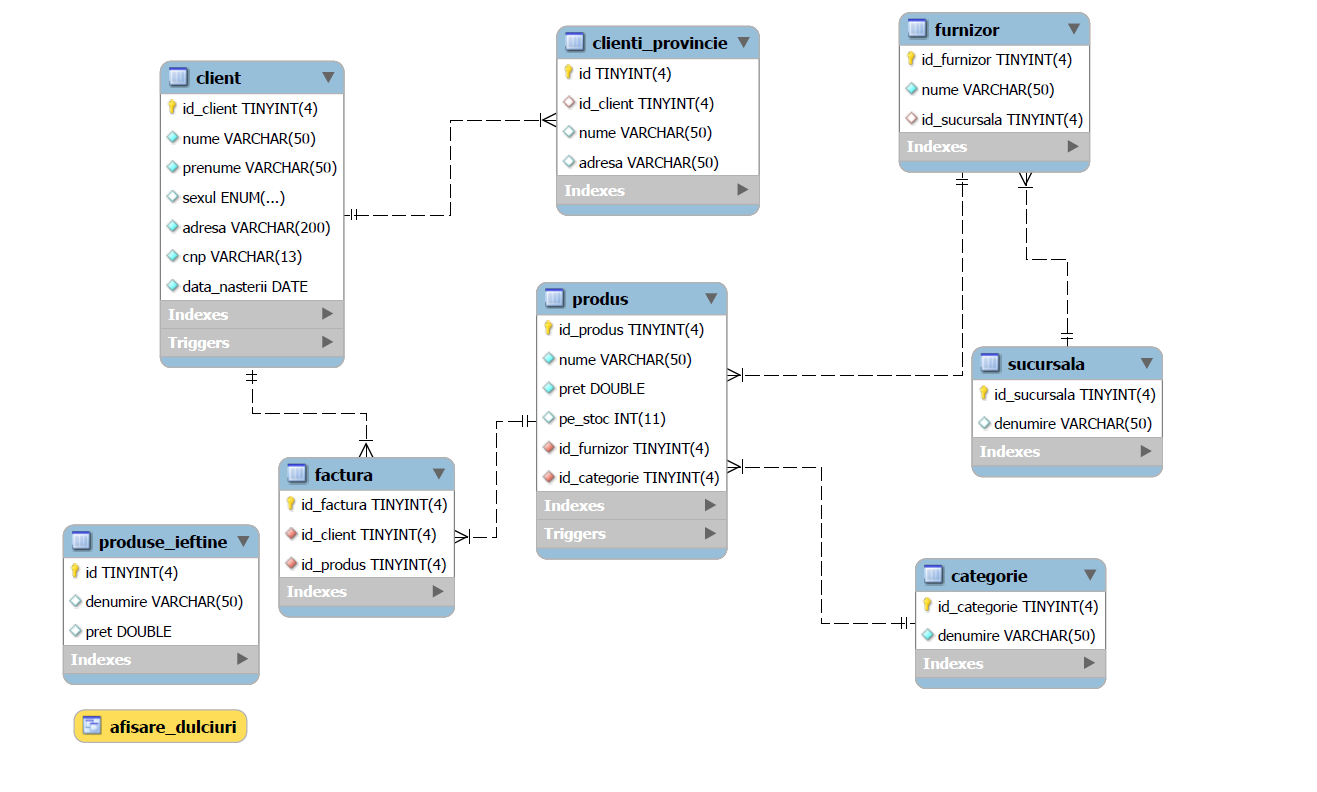 client
id_client TINYINT(4)
nume VARCHAR(50)
prenume VARCHAR(50)
sexul ENUM(...)
adresa VARCHAR(200)
cnp VARCHAR(13)
data_nasterii DATE
Indexes
Triggers
clienti_provincie
id TINYINT(4)
id_client TINYINT(4)
nume VARCHAR(50)
adresa VARCHAR(50)
Indexes
furnizor
id_furnizor TINYINT(4)
nume VARCHAR(50)
id_sucursala TINYINT(4)
Indexes
produs
id_produs TINYINT(4)
nume VARCHAR(50)
pret DOUBLE
pe_stoc INT(11)
id_furnizor TINYINT(4)
id_categorie TINYINT(4)
Indexes
Triggers
sucursala
id_sucursala TINYINT(4)
denumire VARCHAR(50)
Indexes
factura
id_factura TINYINT(4)
id_client TINYINT(4)
id_produs TINYINT(4)
Indexes
produse_ieftine
id TINYINT(4)
denumire VARCHAR(50)
pret DOUBLE
Indexes
categorie
id_categorie TINYINT(4)
denumire VARCHAR(50)
Indexes
afisare_dulciuri